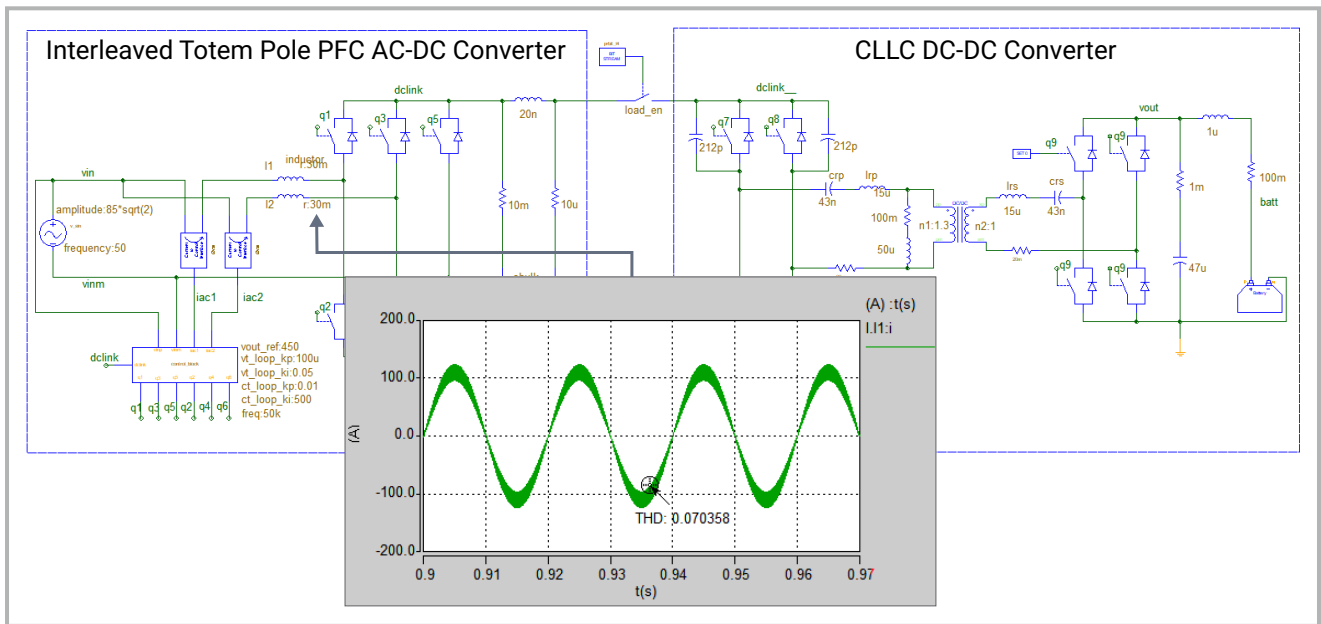 Interleaved Totem Pole PFC AC-DC Converter
CLLC DC-DC Converter
BIT
STREAM
load_en
dclink
20n
q1
q3
q5
10m
10u
inductor
l1
r:30m
l2
r:30m
vin
amplitude:85*sqrt(2)
frequency:50
vinm
iac1
iac2
dclink
control_block
vout_ref:450
vt_loop_kp:100u
vt_loop_ki:0.05
ct_loop_kp:0.01
ct_loop_ki:500
freq:50k
q1
q3
q5
q2
q4
q6
q2
dclink__
q7
q8
212p
212p
crp
43n
lrp
15u
100m
50u
n1:1.3
DC/DC
n2:1
lrs
15u
crs
43n
q9
q9
q9
q9
vout
1u
1m
47u
100m
batt
Battery
(A) :t(s)
I.l1:i
200.0
100.0
0.0
-100.0
-200.0
(A)
THD: 0.070358
0.9
0.91
0.92
0.93
0.94
0.95
0.96
0.97
t(s)